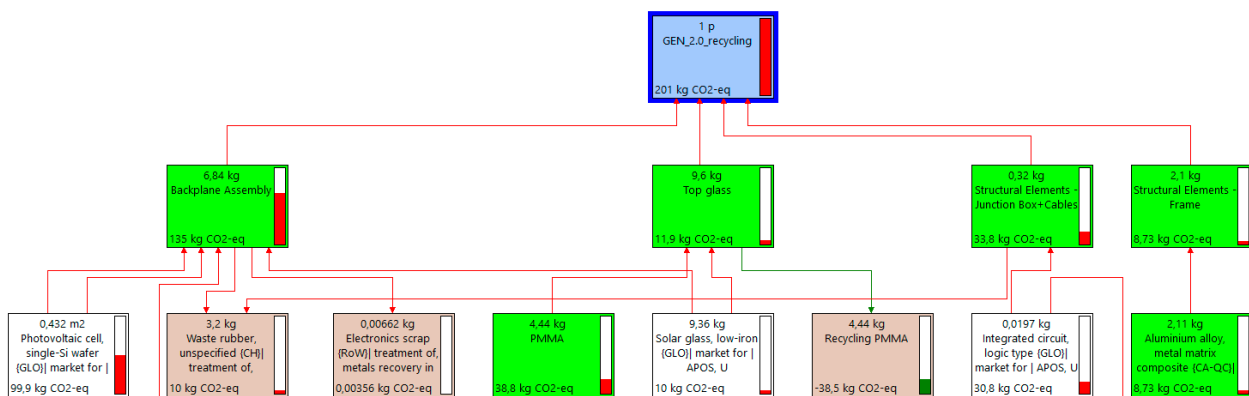 1 p
GEN_2.0_recycling
201 kg CO2-eq
6,84 kg
Backplane Assembly
135 kg CO2-eq
9,6 kg
Top glass
11,9 kg CO2-eq
0,32 kg
Structural Elements -
Junction Box+Cables
33,8 kg CO2-eq
2,1 kg
Structural Elements -
Frame
8,73 kg CO2-eq
0,432 m2
Photovoltaic cell,
single-Si wafer
{GLO}| market for |
99,9 kg CO2-eq
3,2 kg
Waste rubber,
unspecified {CH}|
treatment of,
10 kg CO2-eq
0,00662 kg
Electronics scrap
{RoW}| treatment of,
metals recovery in
0,00356 kg CO2-eq
4,44 kg
PMMA
38,8 kg CO2-eq
9,36 kg
Solar glass, low-iron
{GLO}| market for |
APOS, U
10 kg CO2-eq
4,44 kg
Recycling PMMA
-38,5 kg CO2-eq
0,0197 kg
Integrated circuit,
logic type {GLO}|
market for | APOS, U
30,8 kg CO2-eq
2,11 kg
Aluminium alloy,
metal matrix
composite {CA-QC}|
8,73 kg CO2-eq